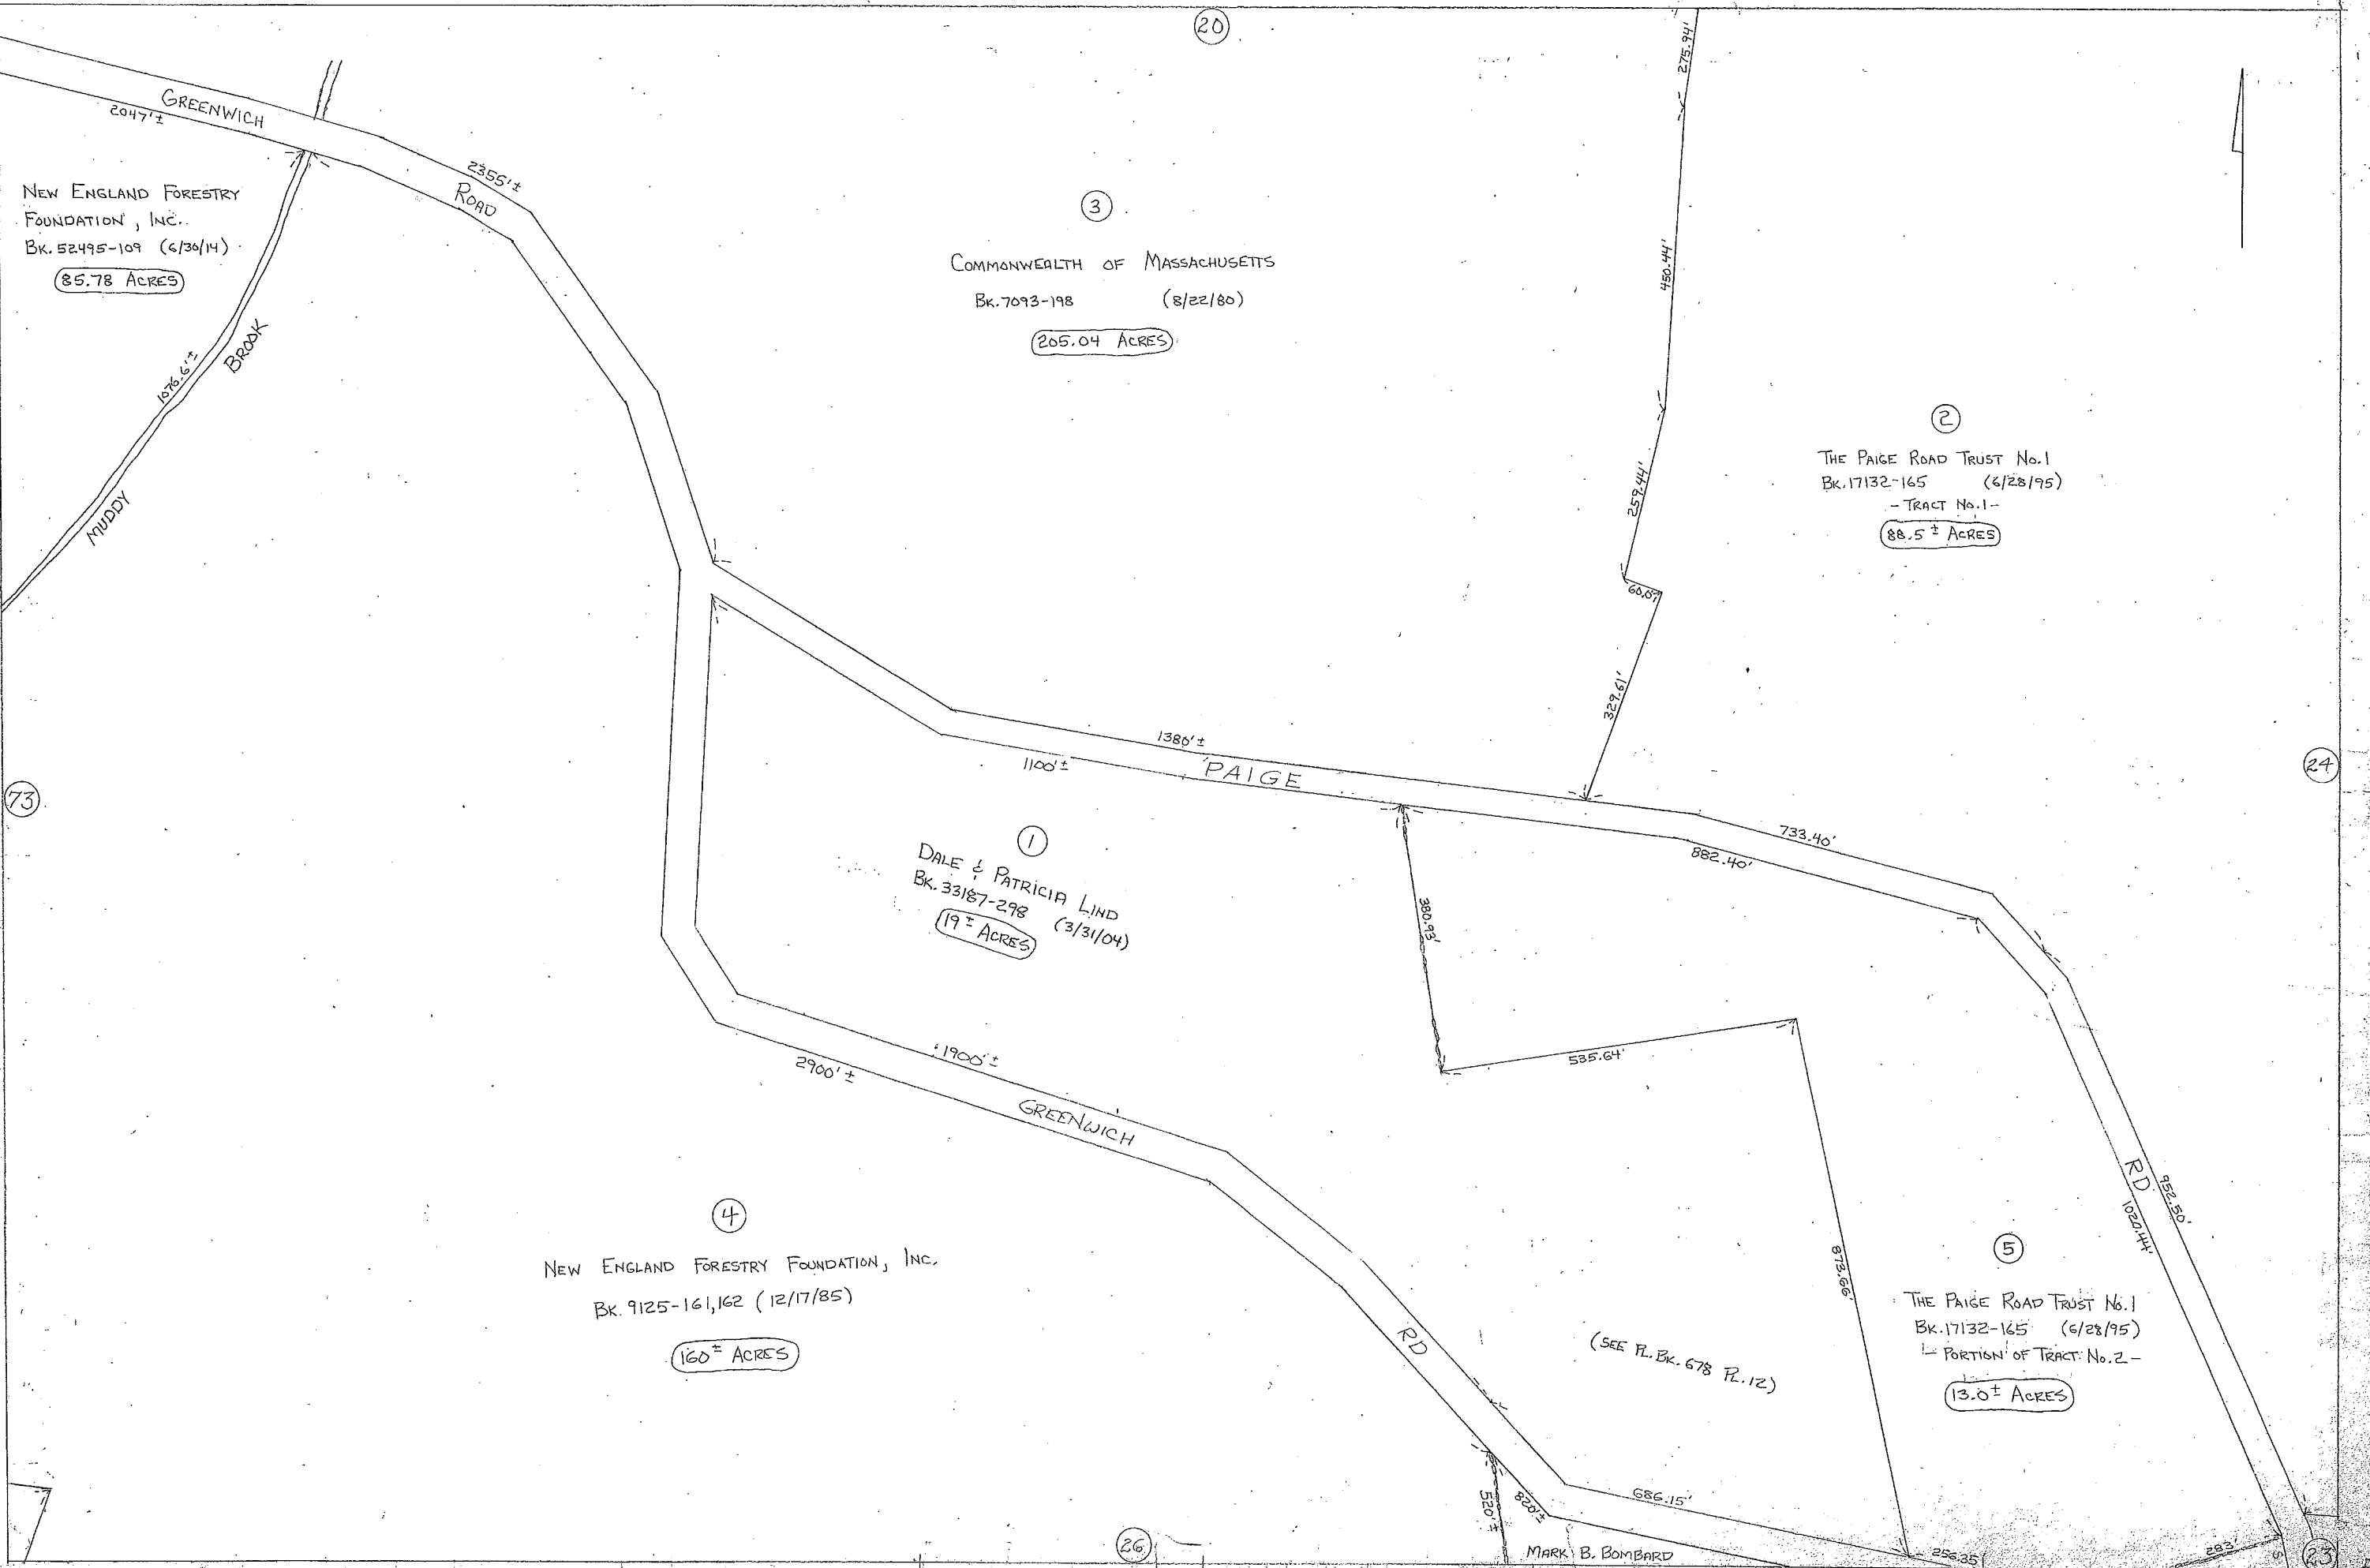 20
275.94'
GREENWICH
2047'±
2355'±
ROAD
NEW ENGLAND FORESTRY
FOUNDATION, INC.
BK. 52495-109 (6/30/14)
85.78 ACRES
1076.6'±
BROOK
MUDDY
3
COMMONWEALTH OF MASSACHUSETTS
BK. 7093-198 (8/22/80)
205.04 ACRES
450.44'
259.44'
60.07'
329.61'
2
THE PAIGE ROAD TRUST NO. 1
BK. 17132-165 (6/28/95)
- TRACT NO. 1 -
88.5 ± ACRES
24
73
1380'±
1100'±
PAIGE
733.40'
882.40'
1
DALE & PATRICIA LIND
BK. 33187-298 (3/31/04)
19 ± ACRES
380.93'
535.64'
1900'±
2900'±
GREENWICH
RD
952.50'
1020.44'
873.66'
4
NEW ENGLAND FORESTRY FOUNDATION, INC.
BK. 9125-161,162 (12/17/85)
160 ± ACRES
5
THE PAIGE ROAD TRUST NO. 1
BK. 17132-165 (6/28/95)
- PORTION OF TRACT NO. 2 -
13.0 ± ACRES
RD
(SEE PL. BK. 678 PL. 12)
686.15'
520'±
820'±
MARK B. BOMBARD
256.35'
283'
26
23